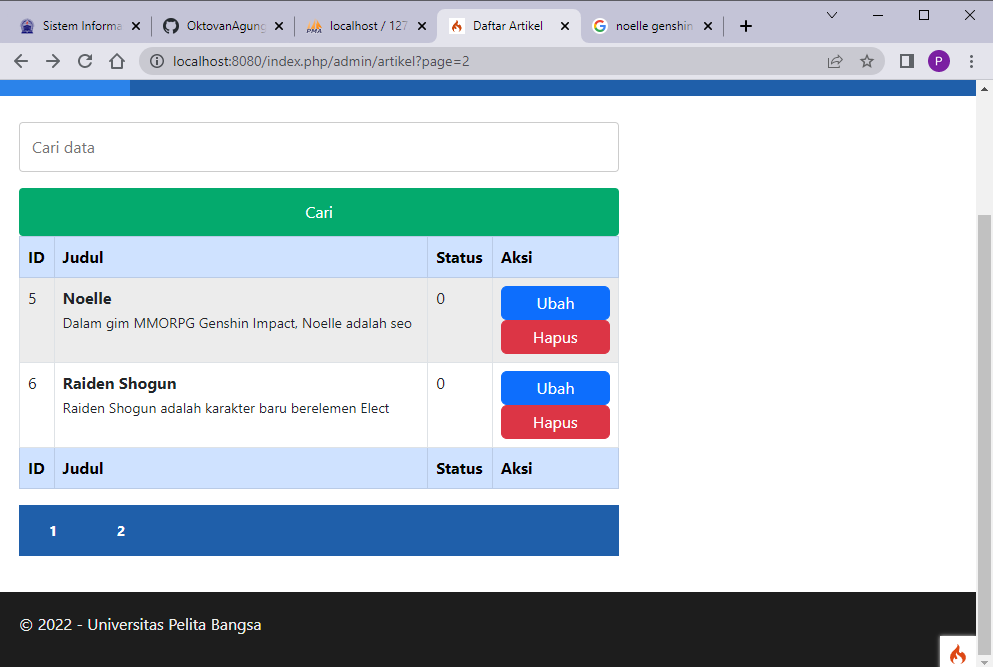 Sistem Informa
OktovanAgung
PMA localhost / 127
Daftar Artikel
noelle genshin
localhost:8080/index.php/admin/artikel?page=2
P
Cari data
Cari
ID Judul Status Aksi
5 Noelle 0 Ubah
Dalam gim MMORPG Genshin Impact, Noelle adalah seo
Hapus
6 Raiden Shogun 0 Ubah
Raiden Shogun adalah karakter baru berelemen Elect
Hapus
ID Judul Status Aksi
1 2
© 2022 - Universitas Pelita Bangsa